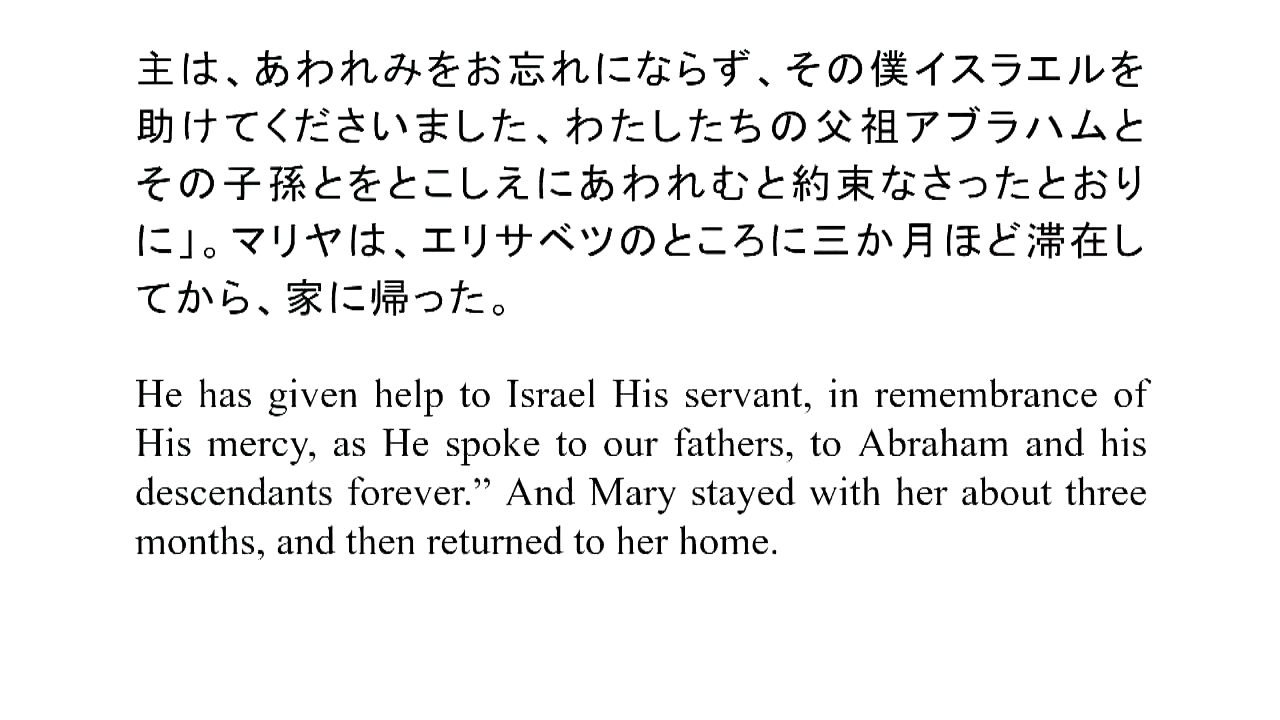 主は、あわれみをお忘れにならず、その僕イスラエルを
助けてくださいました、わたしたちの父祖アブラハムと
その子孫とをとこしえにあわれむと約束なさったとおり
に」。マリヤは、エリサベツのところに三か月ほど滞在し
てから、家に帰った。
He has given help to Israel His servant, in remembrance of
His mercy, as He spoke to our fathers, to Abraham and his
descendants forever.” And Mary stayed with her about three
months, and then returned to her home.